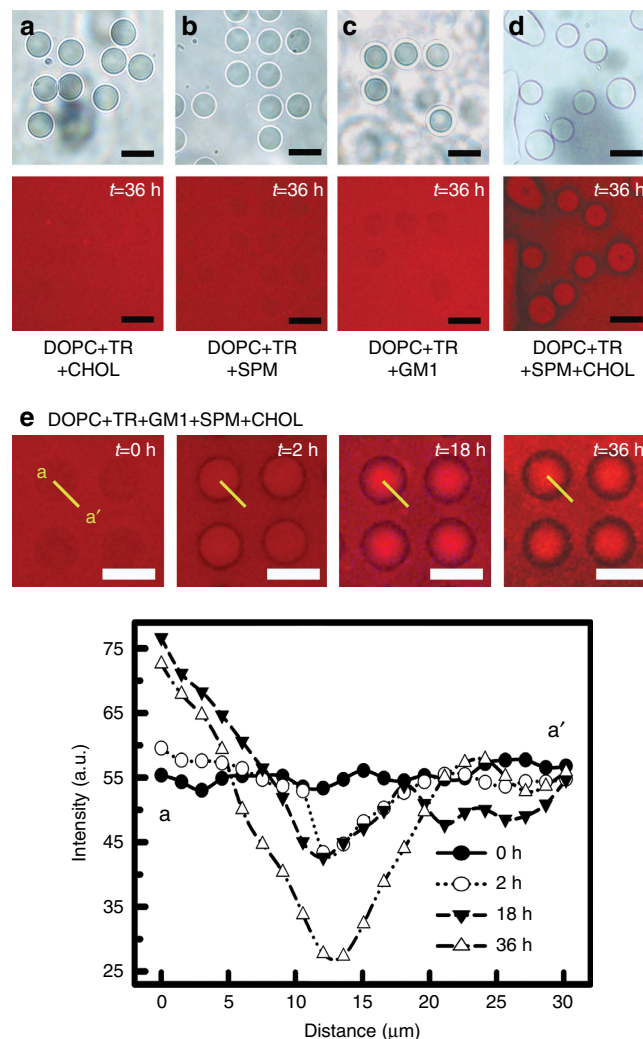 a b c d
t=36 h t=36 h t=36 h t=36 h
DOPC+TR DOPC+TR DOPC+TR DOPC+TR
+CHOL +SPM +GM1 +SPM+CHOL
e DOPC+TR+GM1+SPM+CHOL
t=0 h t=2 h t=18 h t=36 h
a
a′
75
65
55
45
35
25
Intensity (a.u.)
a
a′
0 h
2 h
18 h
36 h
0 5 10 15 20 25 30
Distance (μm)